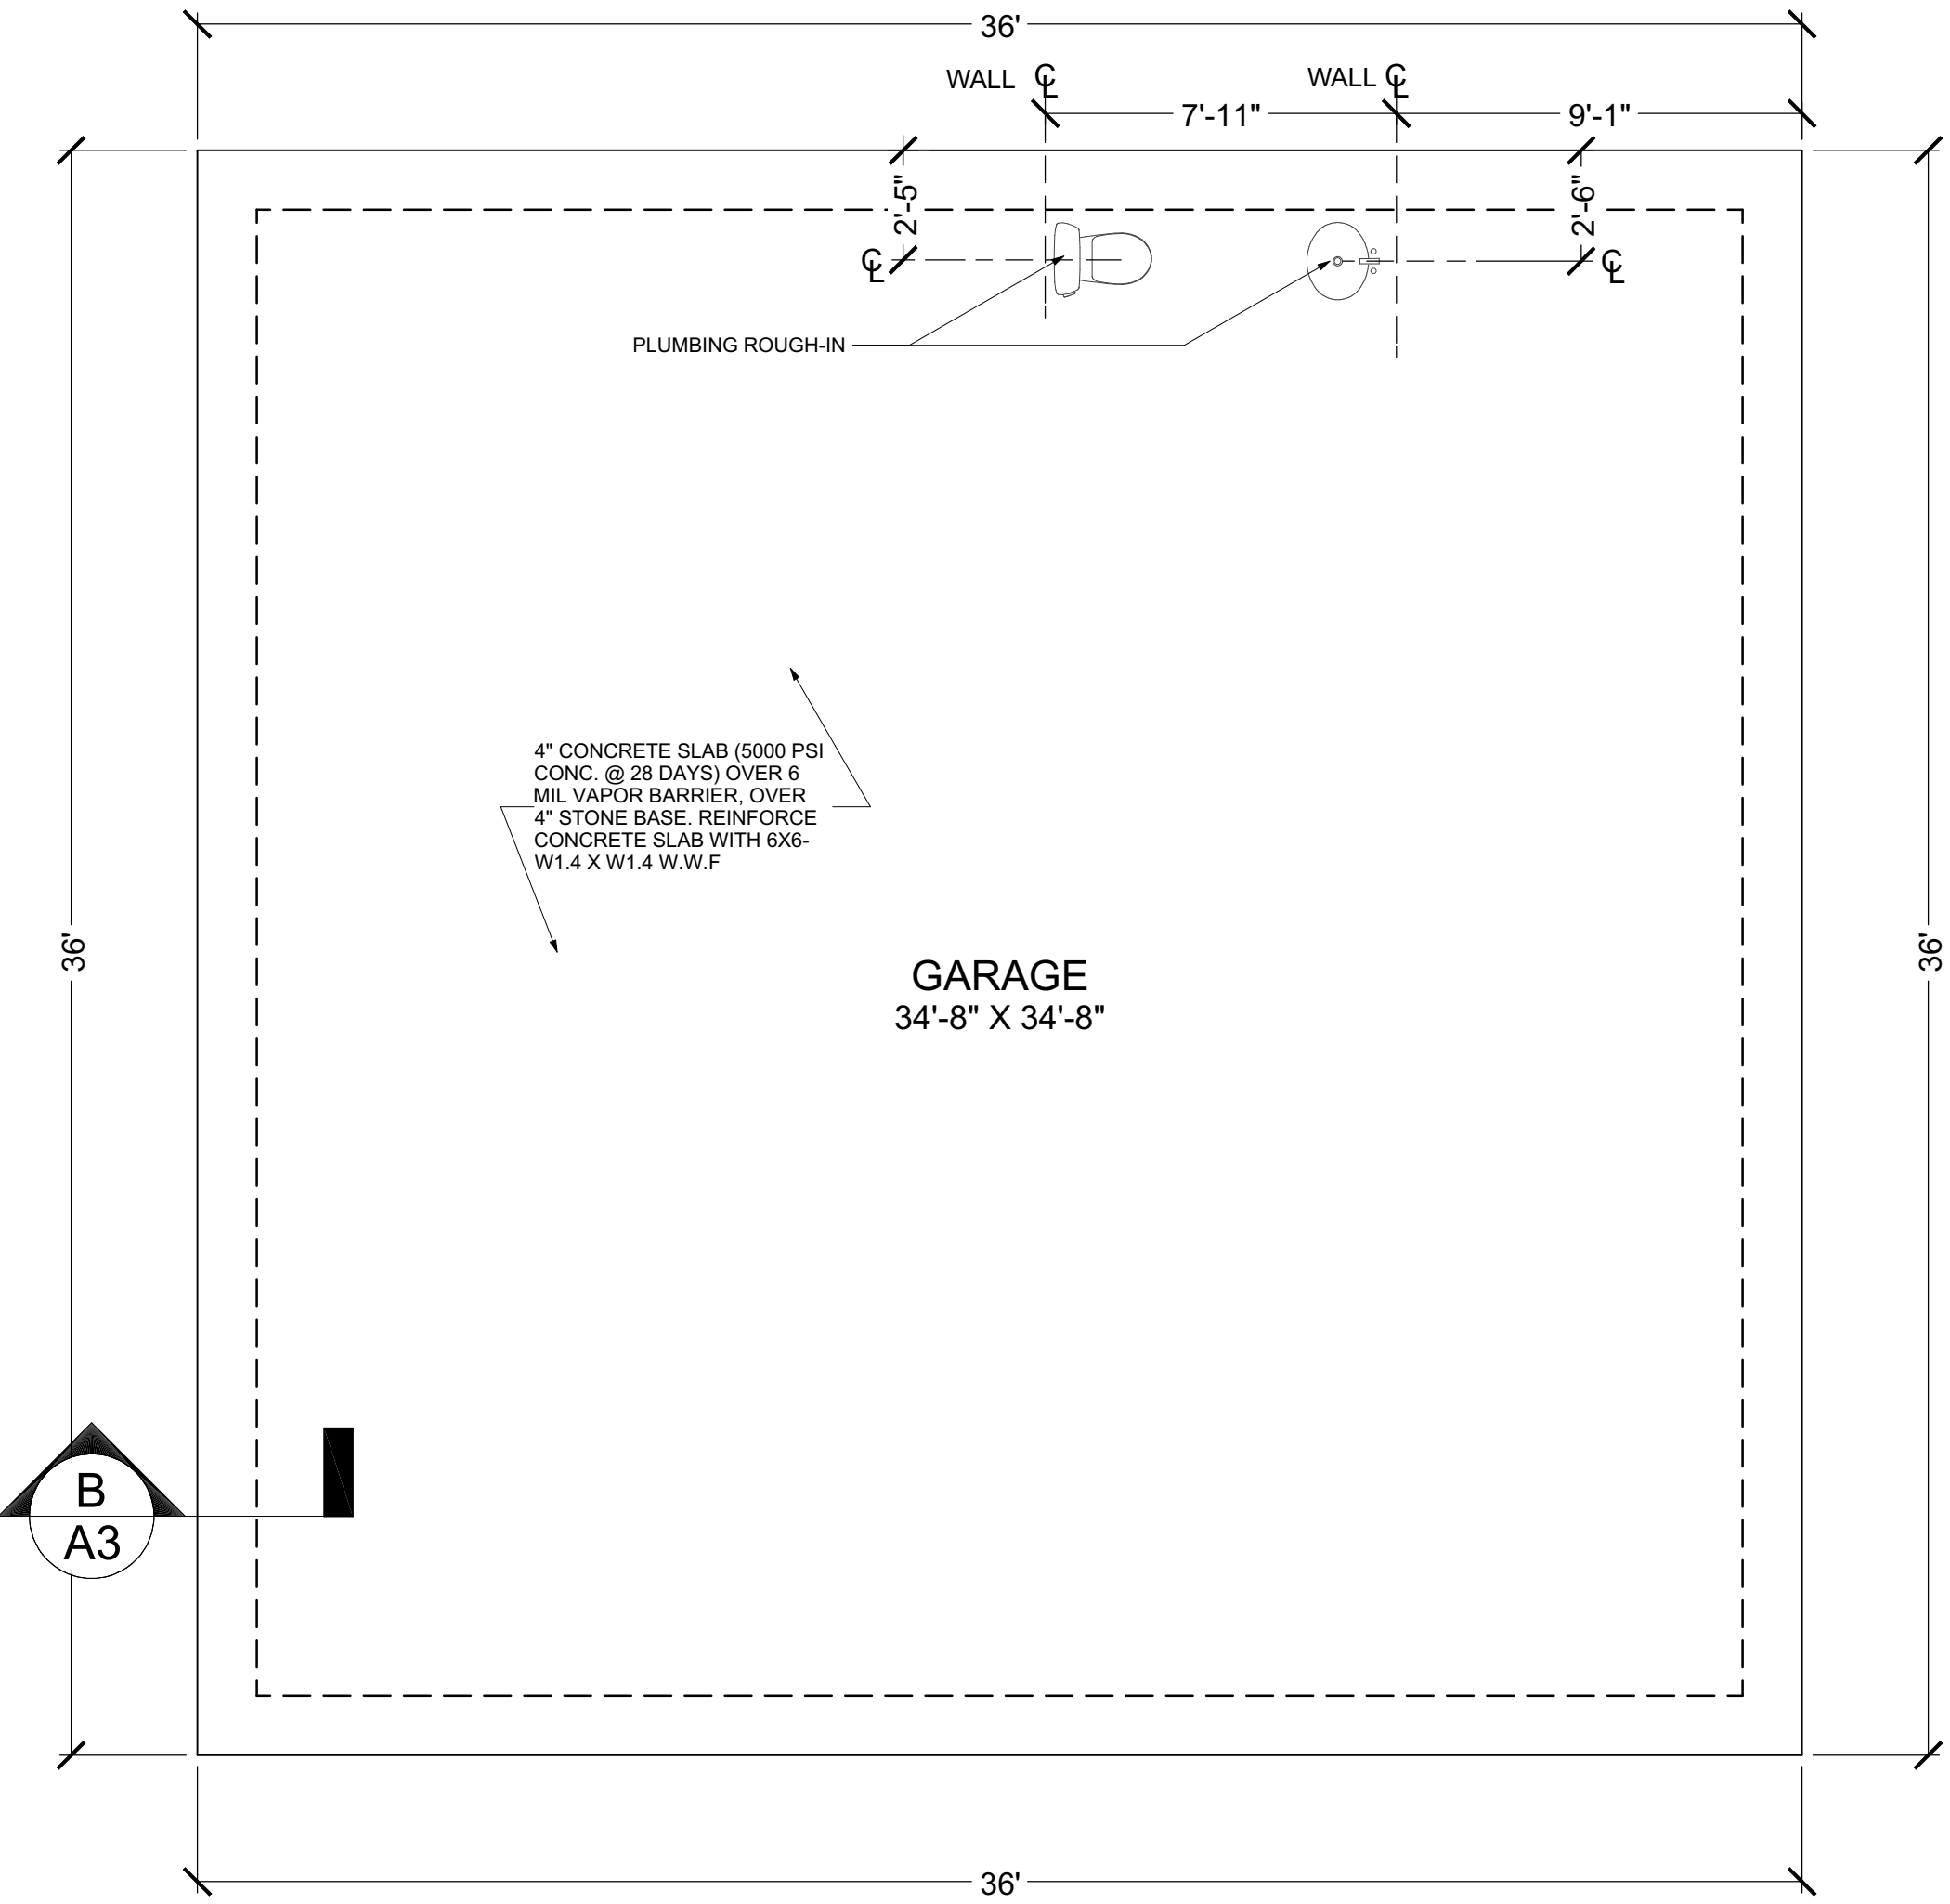 36'
WALL ℄
WALL ℄
7'-11"
9'-1"
2'-5"
2'-6"
℄
℄
PLUMBING ROUGH-IN
4" CONCRETE SLAB (5000 PSI
CONC. @ 28 DAYS) OVER 6
MIL VAPOR BARRIER, OVER
4" STONE BASE. REINFORCE
CONCRETE SLAB WITH 6X6-
W1.4 X W1.4 W.W.F
36'
36'
GARAGE
34'-8" X 34'-8"
B
A3
36'